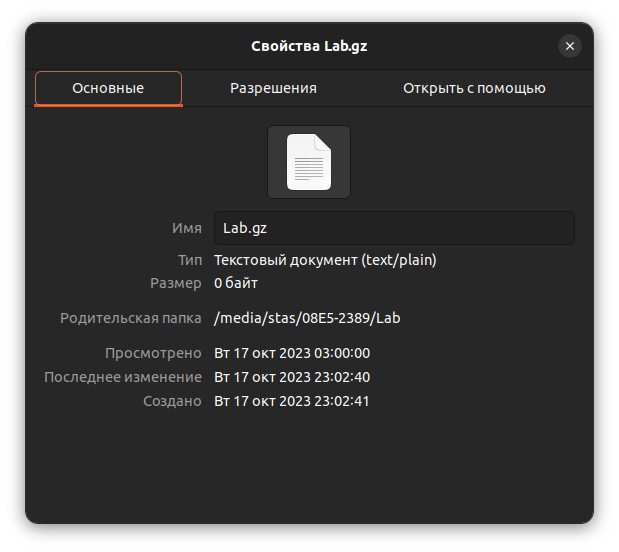 Свойства Lab.gz
Основные Разрешения Открыть с помощью
Имя Lab.gz
Тип Текстовый документ (text/plain)
Размер 0 байт
Родительская папка /media/stas/08E5-2389/Lab
Просмотрено Вт 17 окт 2023 03:00:00
Последнее изменение Вт 17 окт 2023 23:02:40
Создано Вт 17 окт 2023 23:02:41